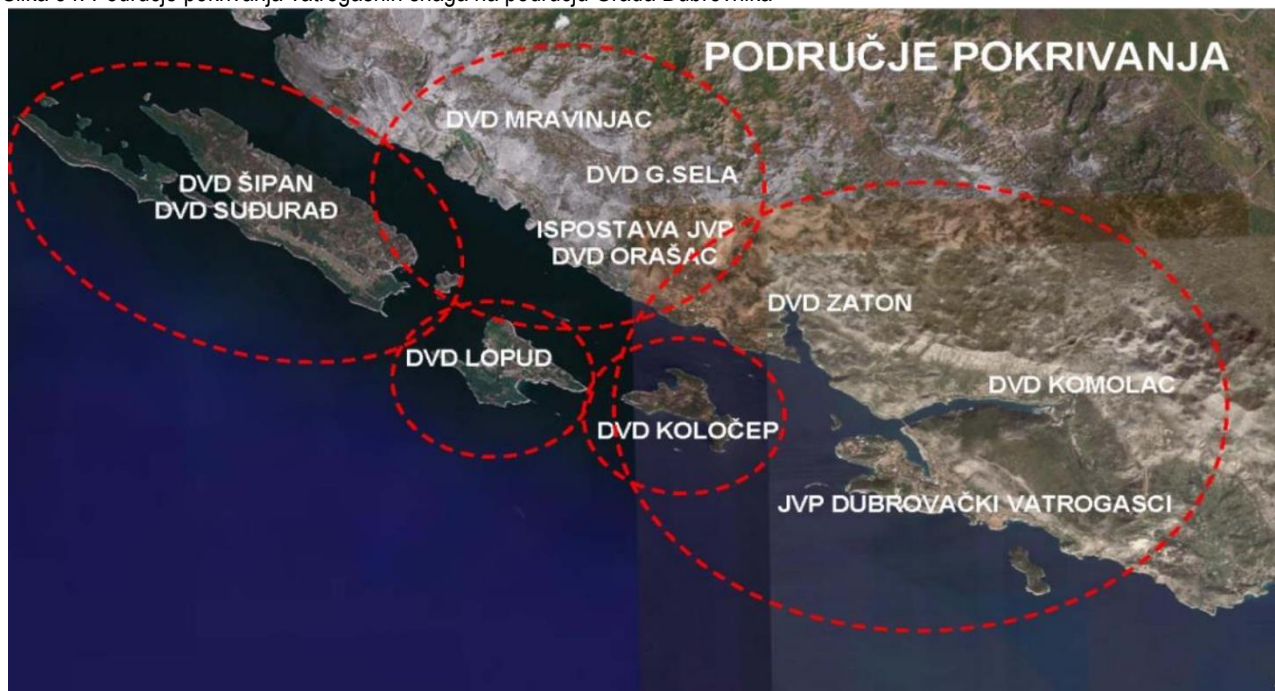 PODRUČJE POKRIVANJA
DVD MRAVINJAC
DVD G.SELA
DVD ŠIPAN
DVD SUĐURAĐ
ISPOSTAVA JVP
DVD ORAŠAC
DVD ZATON
DVD LOPUD
DVD KOMOLAC
DVD KOLOČEP
JVP DUBROVAČKI VATROGASCI